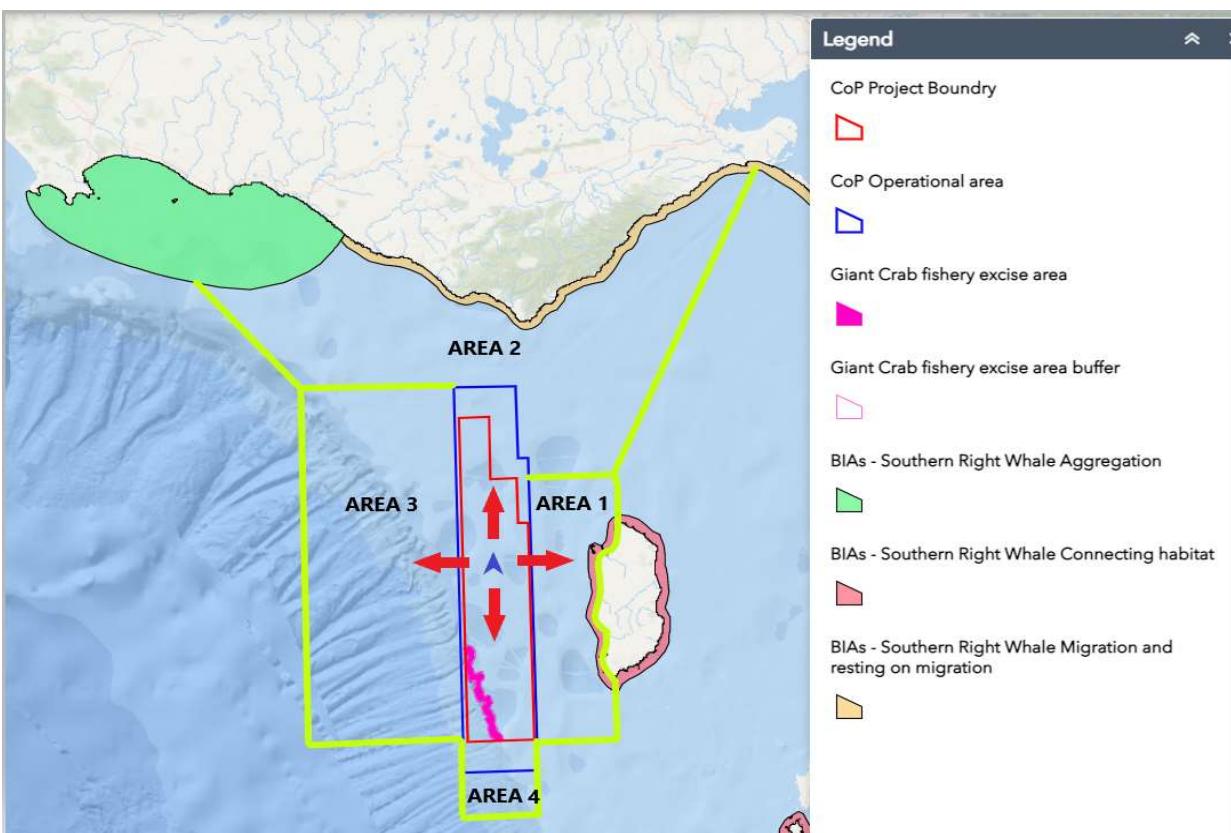 Legend
CoP Project Boundry
CoP Operational area
Giant Crab fishery excise area
Giant Crab fishery excise area buffer
BIAs - Southern Right Whale Aggregation
BIAs - Southern Right Whale Connecting habitat
BIAs - Southern Right Whale Migration and
resting on migration
AREA 2
AREA 3
AREA 1
AREA 4